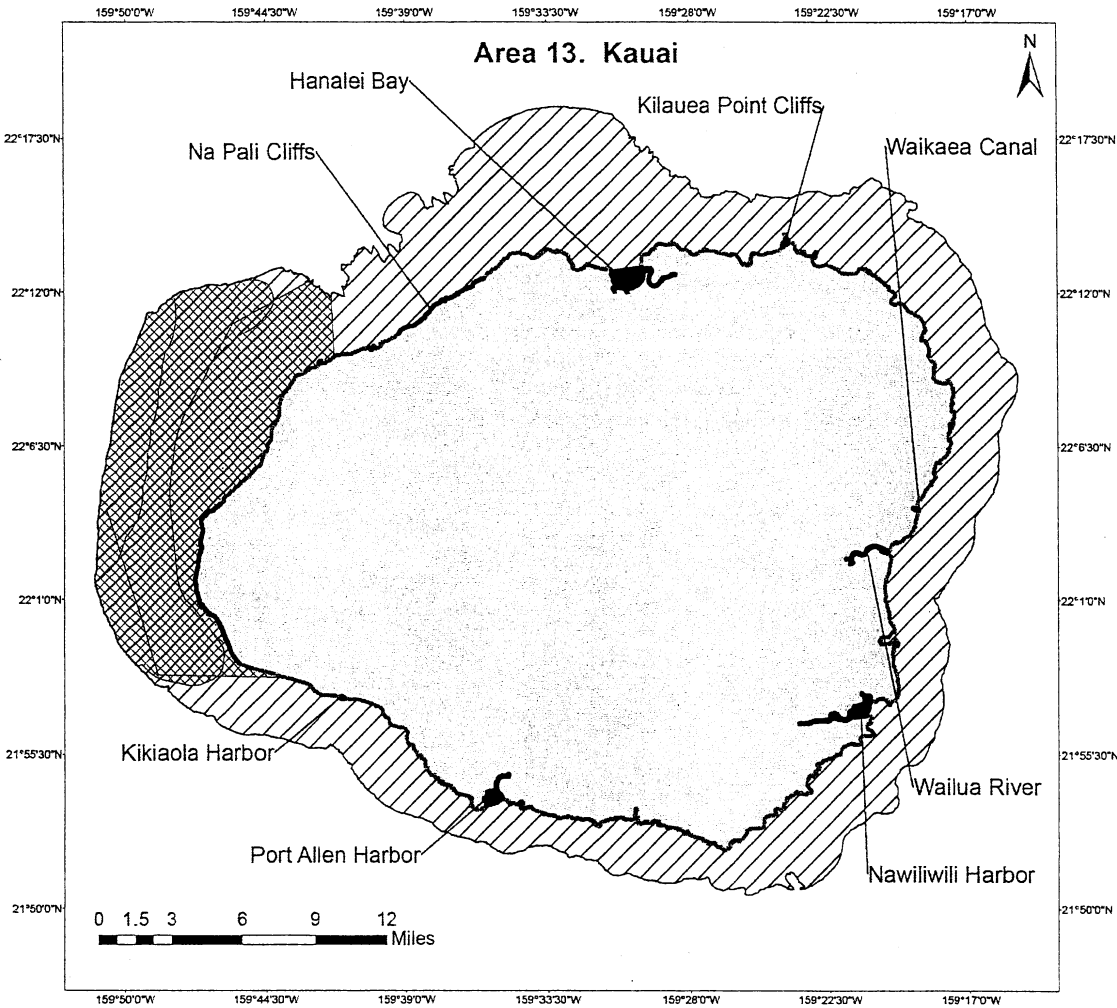 159°50'0"W 159°44'30"W 159°39'0"W 159°33'30"W 159°28'0"W 159°22'30"W 159°17'0"W
Area 13. Kauai
N
Hanalei Bay
Kilauea Point Cliffs
22°17'30"N 22°17'30"N
Na Pali Cliffs
Waikaea Canal
22°12'0"N 22°12'0"N
22°6'30"N 22°6'30"N
22°1'0"N 22°1'0"N
Kikiaola Harbor
21°55'30"N 21°55'30"N
Wailua River
Port Allen Harbor
Nawiliwili Harbor
21°50'0"N 21°50'0"N
0 1.5 3 6 9 12
Miles
159°50'0"W 159°44'30"W 159°39'0"W 159°33'30"W 159°28'0"W 159°22'30"W 159°17'0"W